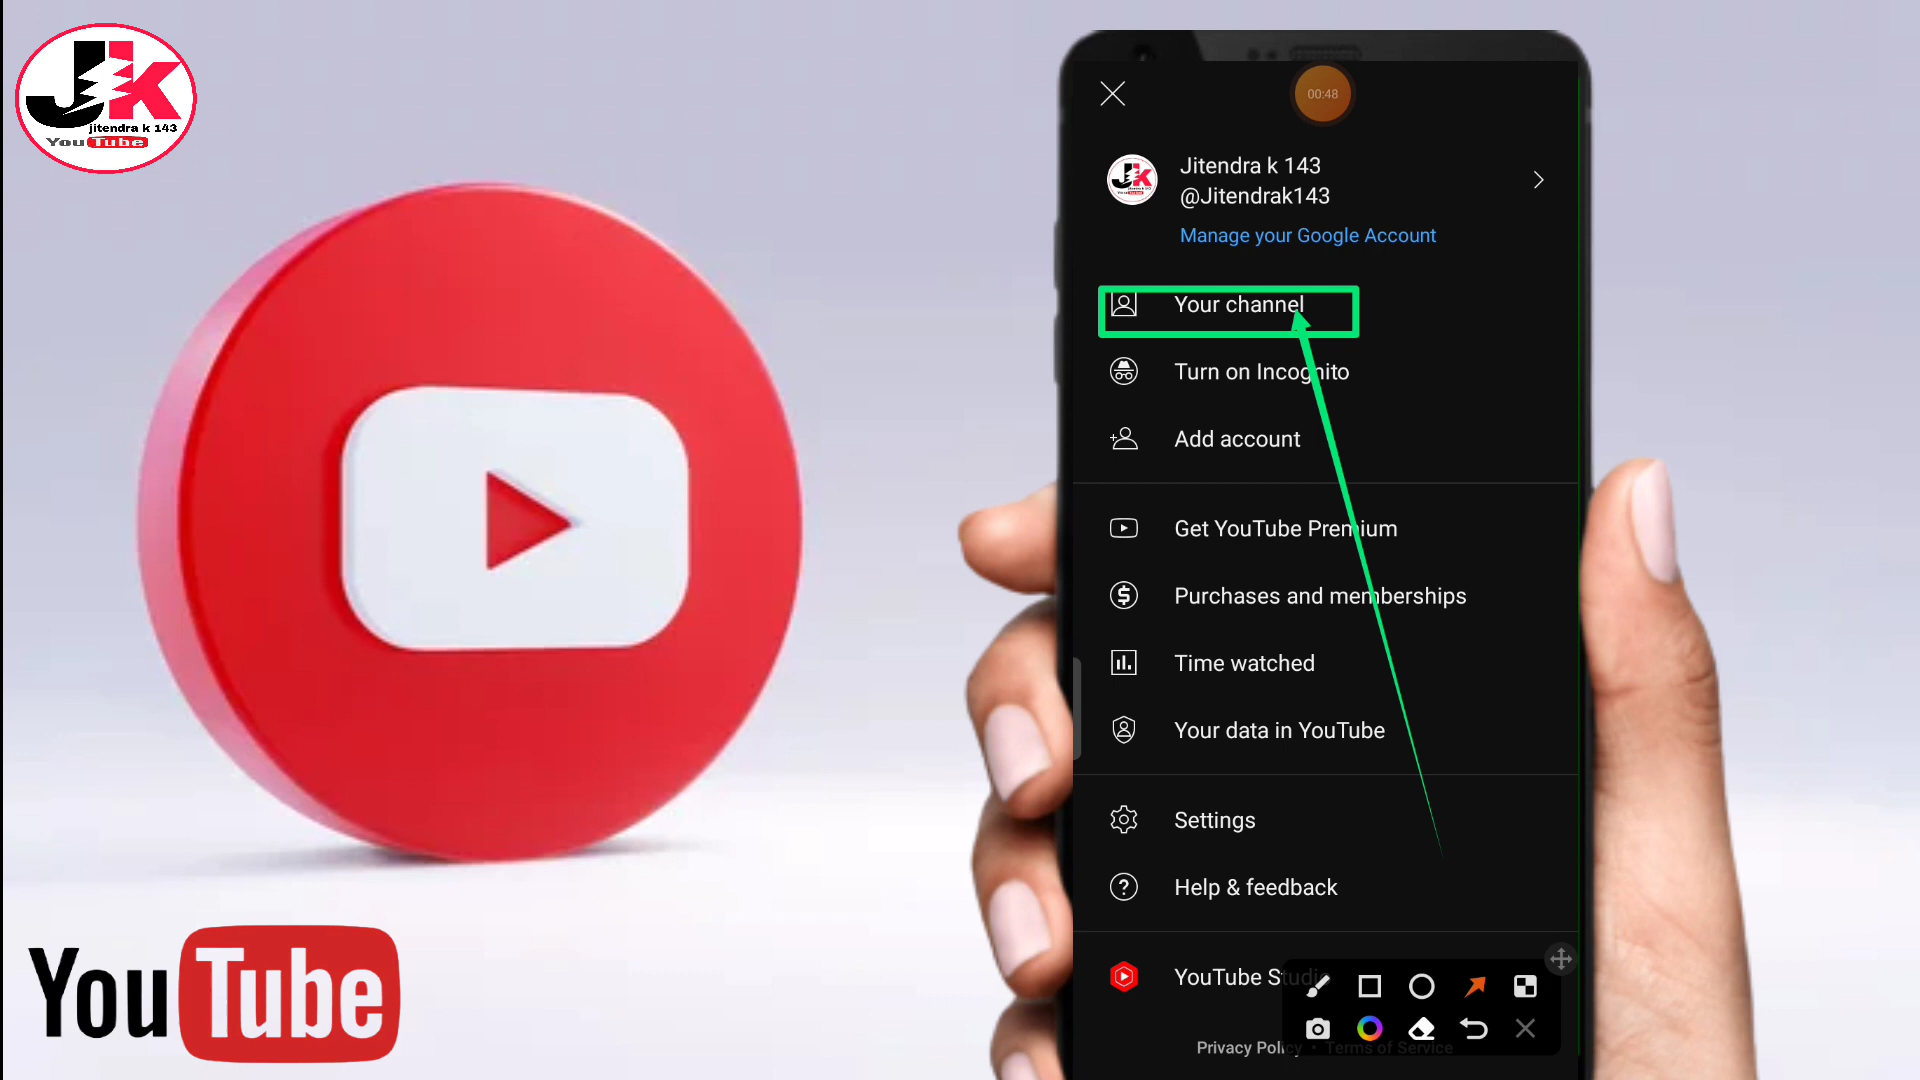 JK
jitendra k 143
YouTube
00:48
Jitendra k 143
@Jitendrak143
Manage your Google Account
Your channel
Turn on Incognito
Add account
Get YouTube Premium
Purchases and memberships
Time watched
Your data in YouTube
Settings
Help & feedback
YouTube Studio
Privacy Policy • Terms of Service
YouTube